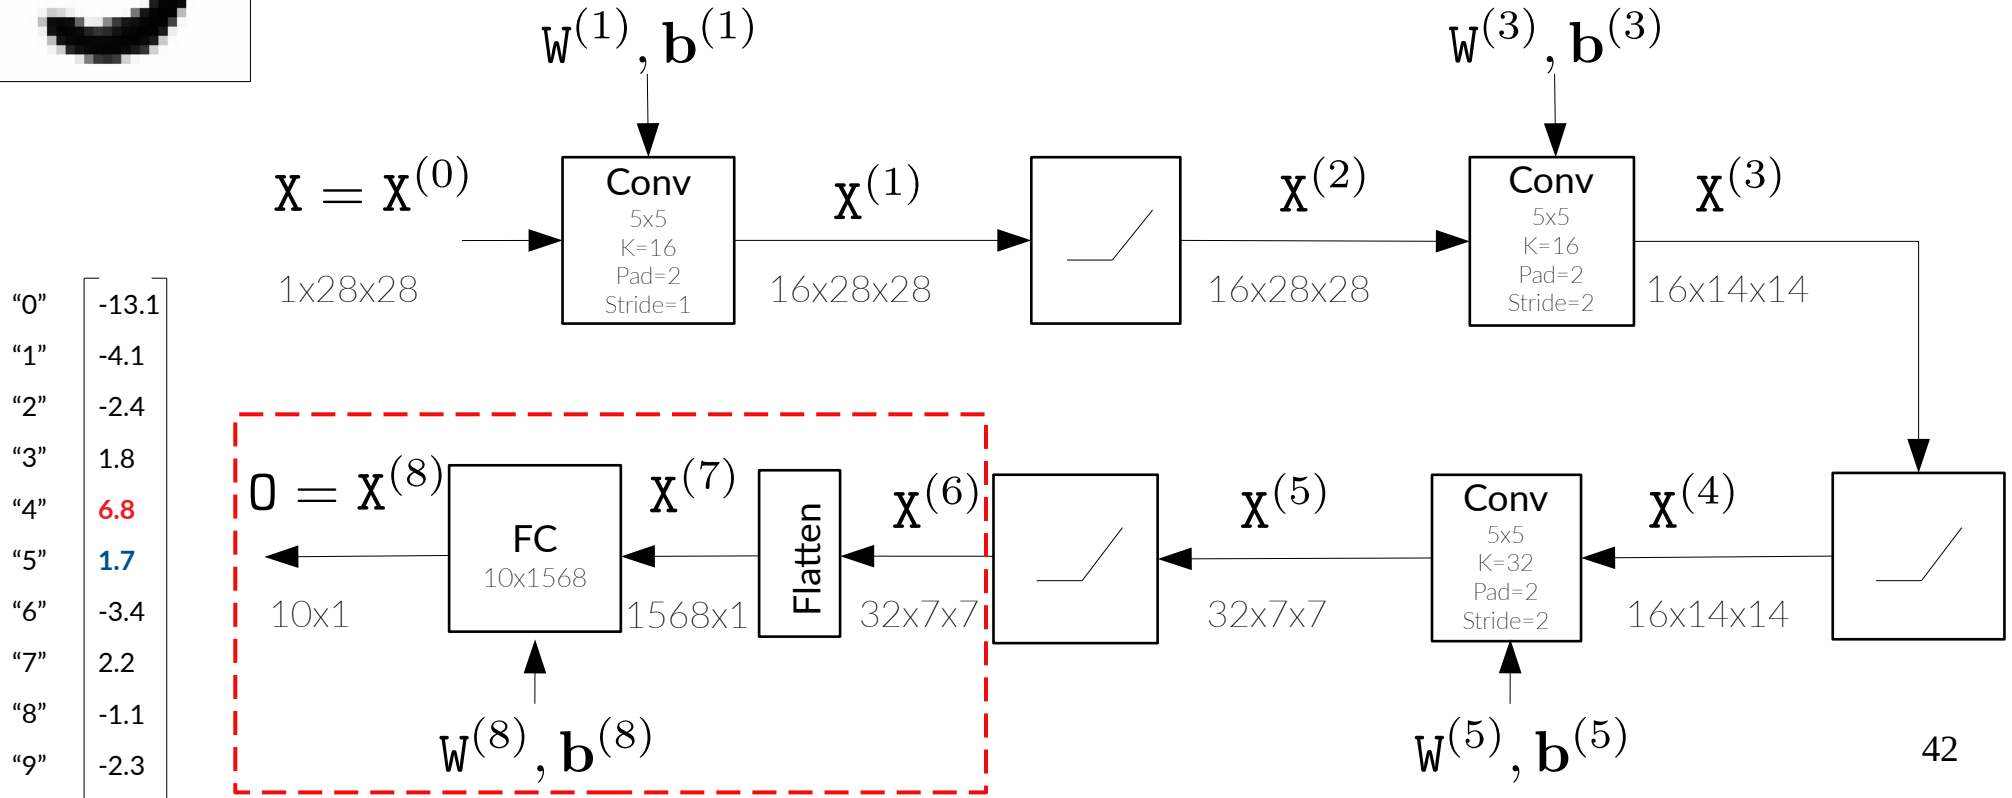 W^(1), b^(1)
W^(3), b^(3)
X = X^(0)
1x28x28
Conv
5x5
K=16
Pad=2
Stride=1
X^(1)
16x28x28
X^(2)
16x28x28
Conv
5x5
K=16
Pad=2
Stride=2
X^(3)
16x14x14
“0” -13.1
“1” -4.1
“2” -2.4
“3” 1.8
“4” 6.8
“5” 1.7
“6” -3.4
“7” 2.2
“8” -1.1
“9” -2.3
O = X^(8)
10x1
FC
10x1568
W^(8), b^(8)
X^(7)
1568x1
Flatten
X^(6)
32x7x7
X^(5)
32x7x7
Conv
5x5
K=32
Pad=2
Stride=2
W^(5), b^(5)
X^(4)
16x14x14
42